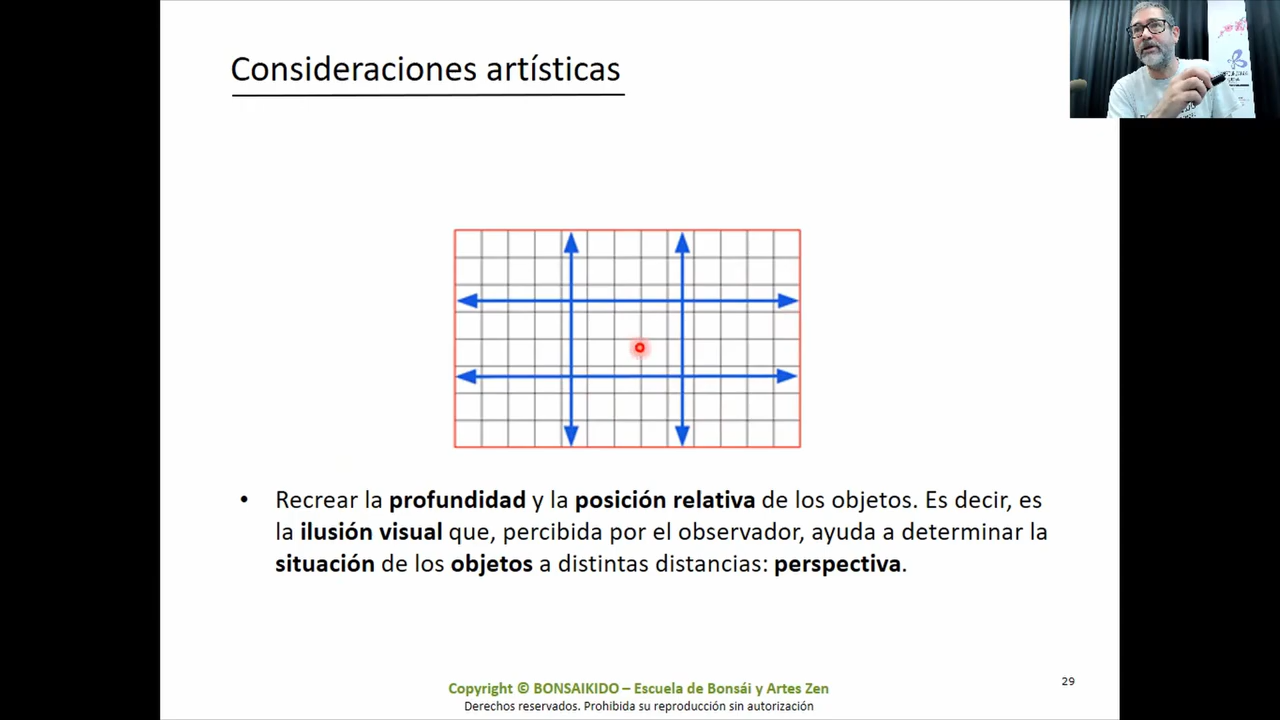 Consideraciones artísticas
• Recrear la profundidad y la posición relativa de los objetos. Es decir, es
la ilusión visual que, percibida por el observador, ayuda a determinar la
situación de los objetos a distintas distancias: perspectiva.
29
Copyright © BONSAIKIDO – Escuela de Bonsái y Artes Zen
Derechos reservados. Prohibida su reproducción sin autorización